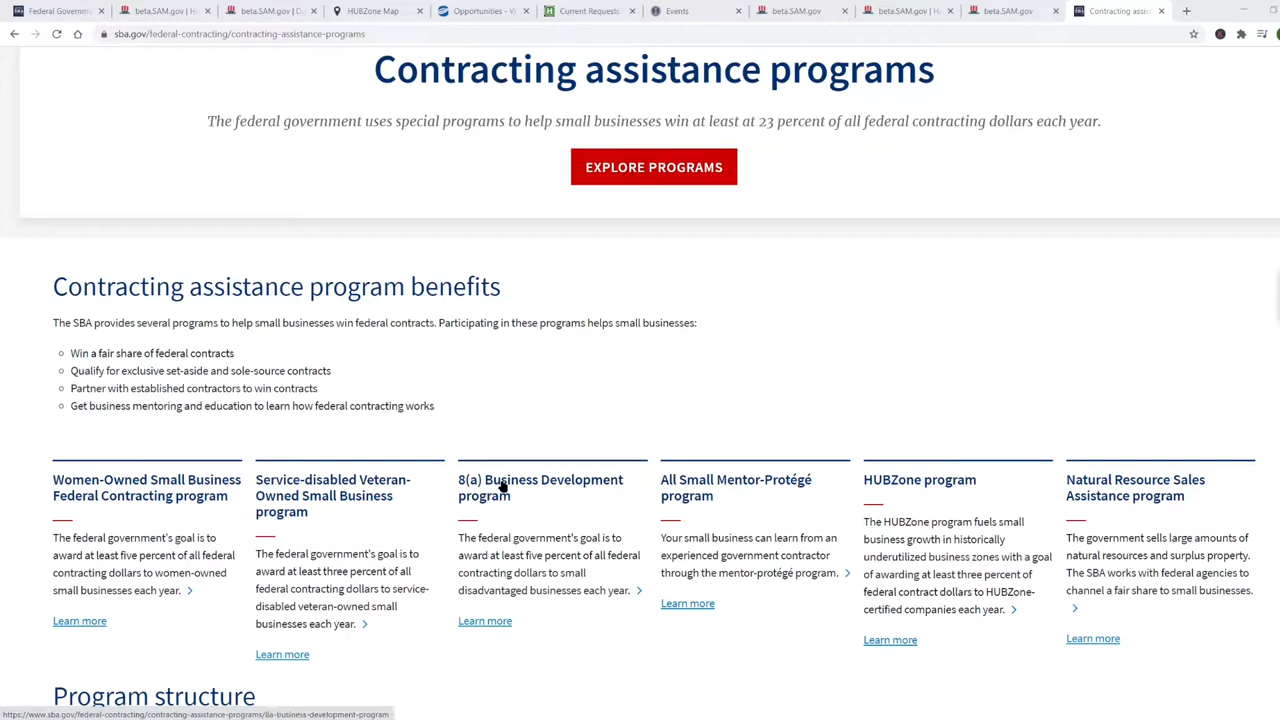 Federal Governm
beta.SAM.gov | H
beta.SAM.gov | D
HUBZone Map
Opportunities - W
Current Requests
Events
beta.SAM.gov
beta.SAM.gov | H
beta.SAM.gov
Contracting assis
sba.gov/federal-contracting/contracting-assistance-programs
Contracting assistance programs
The federal government uses special programs to help small businesses win at least at 23 percent of all federal contracting dollars each year.
EXPLORE PROGRAMS
Contracting assistance program benefits
The SBA provides several programs to help small businesses win federal contracts. Participating in these programs helps small businesses:
Win a fair share of federal contracts
Qualify for exclusive set-aside and sole-source contracts
Partner with established contractors to win contracts
Get business mentoring and education to learn how federal contracting works
Women-Owned Small Business
Federal Contracting program
The federal government's goal is to
award at least five percent of all federal
contracting dollars to women-owned
small businesses each year.
Learn more
Service-disabled Veteran-
Owned Small Business
program
The federal government's goal is to
award at least three percent of all
federal contracting dollars to service-
disabled veteran-owned small
businesses each year.
Learn more
8(a) Business Development
program
The federal government's goal is to
award at least five percent of all federal
contracting dollars to small
disadvantaged businesses each year.
Learn more
All Small Mentor-Protégé
program
Your small business can learn from an
experienced government contractor
through the mentor-protégé program.
Learn more
HUBZone program
The HUBZone program fuels small
business growth in historically
underutilized business zones with a goal
of awarding at least three percent of
federal contract dollars to HUBZone-
certified companies each year.
Learn more
Natural Resource Sales
Assistance program
The government sells large amounts of
natural resources and surplus property.
The SBA works with federal agencies to
channel a fair share to small businesses.
Learn more
Program structure
https://www.sba.gov/federal-contracting/contracting-assistance-programs/8a-business-development-program